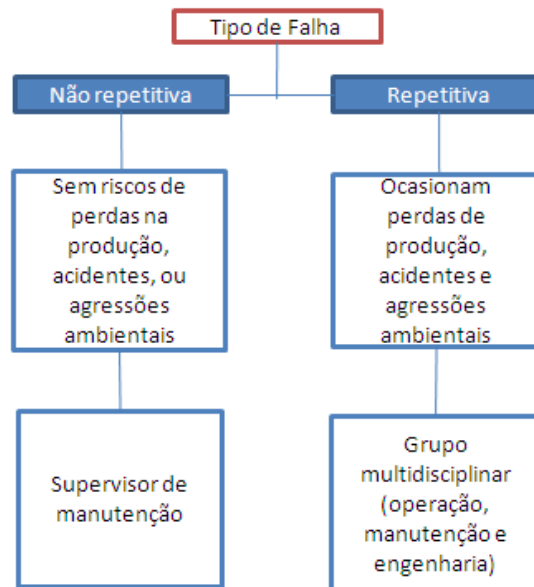 Tipo de Falha
Não repetitiva
Repetitiva
Sem riscos de
perdas na
produção,
acidentes, ou
agressões
ambientais
Ocasionam
perdas de
produção,
acidentes e
agressões
ambientais
Supervisor de
manutenção
Grupo
multidisciplinar
(operação,
manutenção e
engenharia)